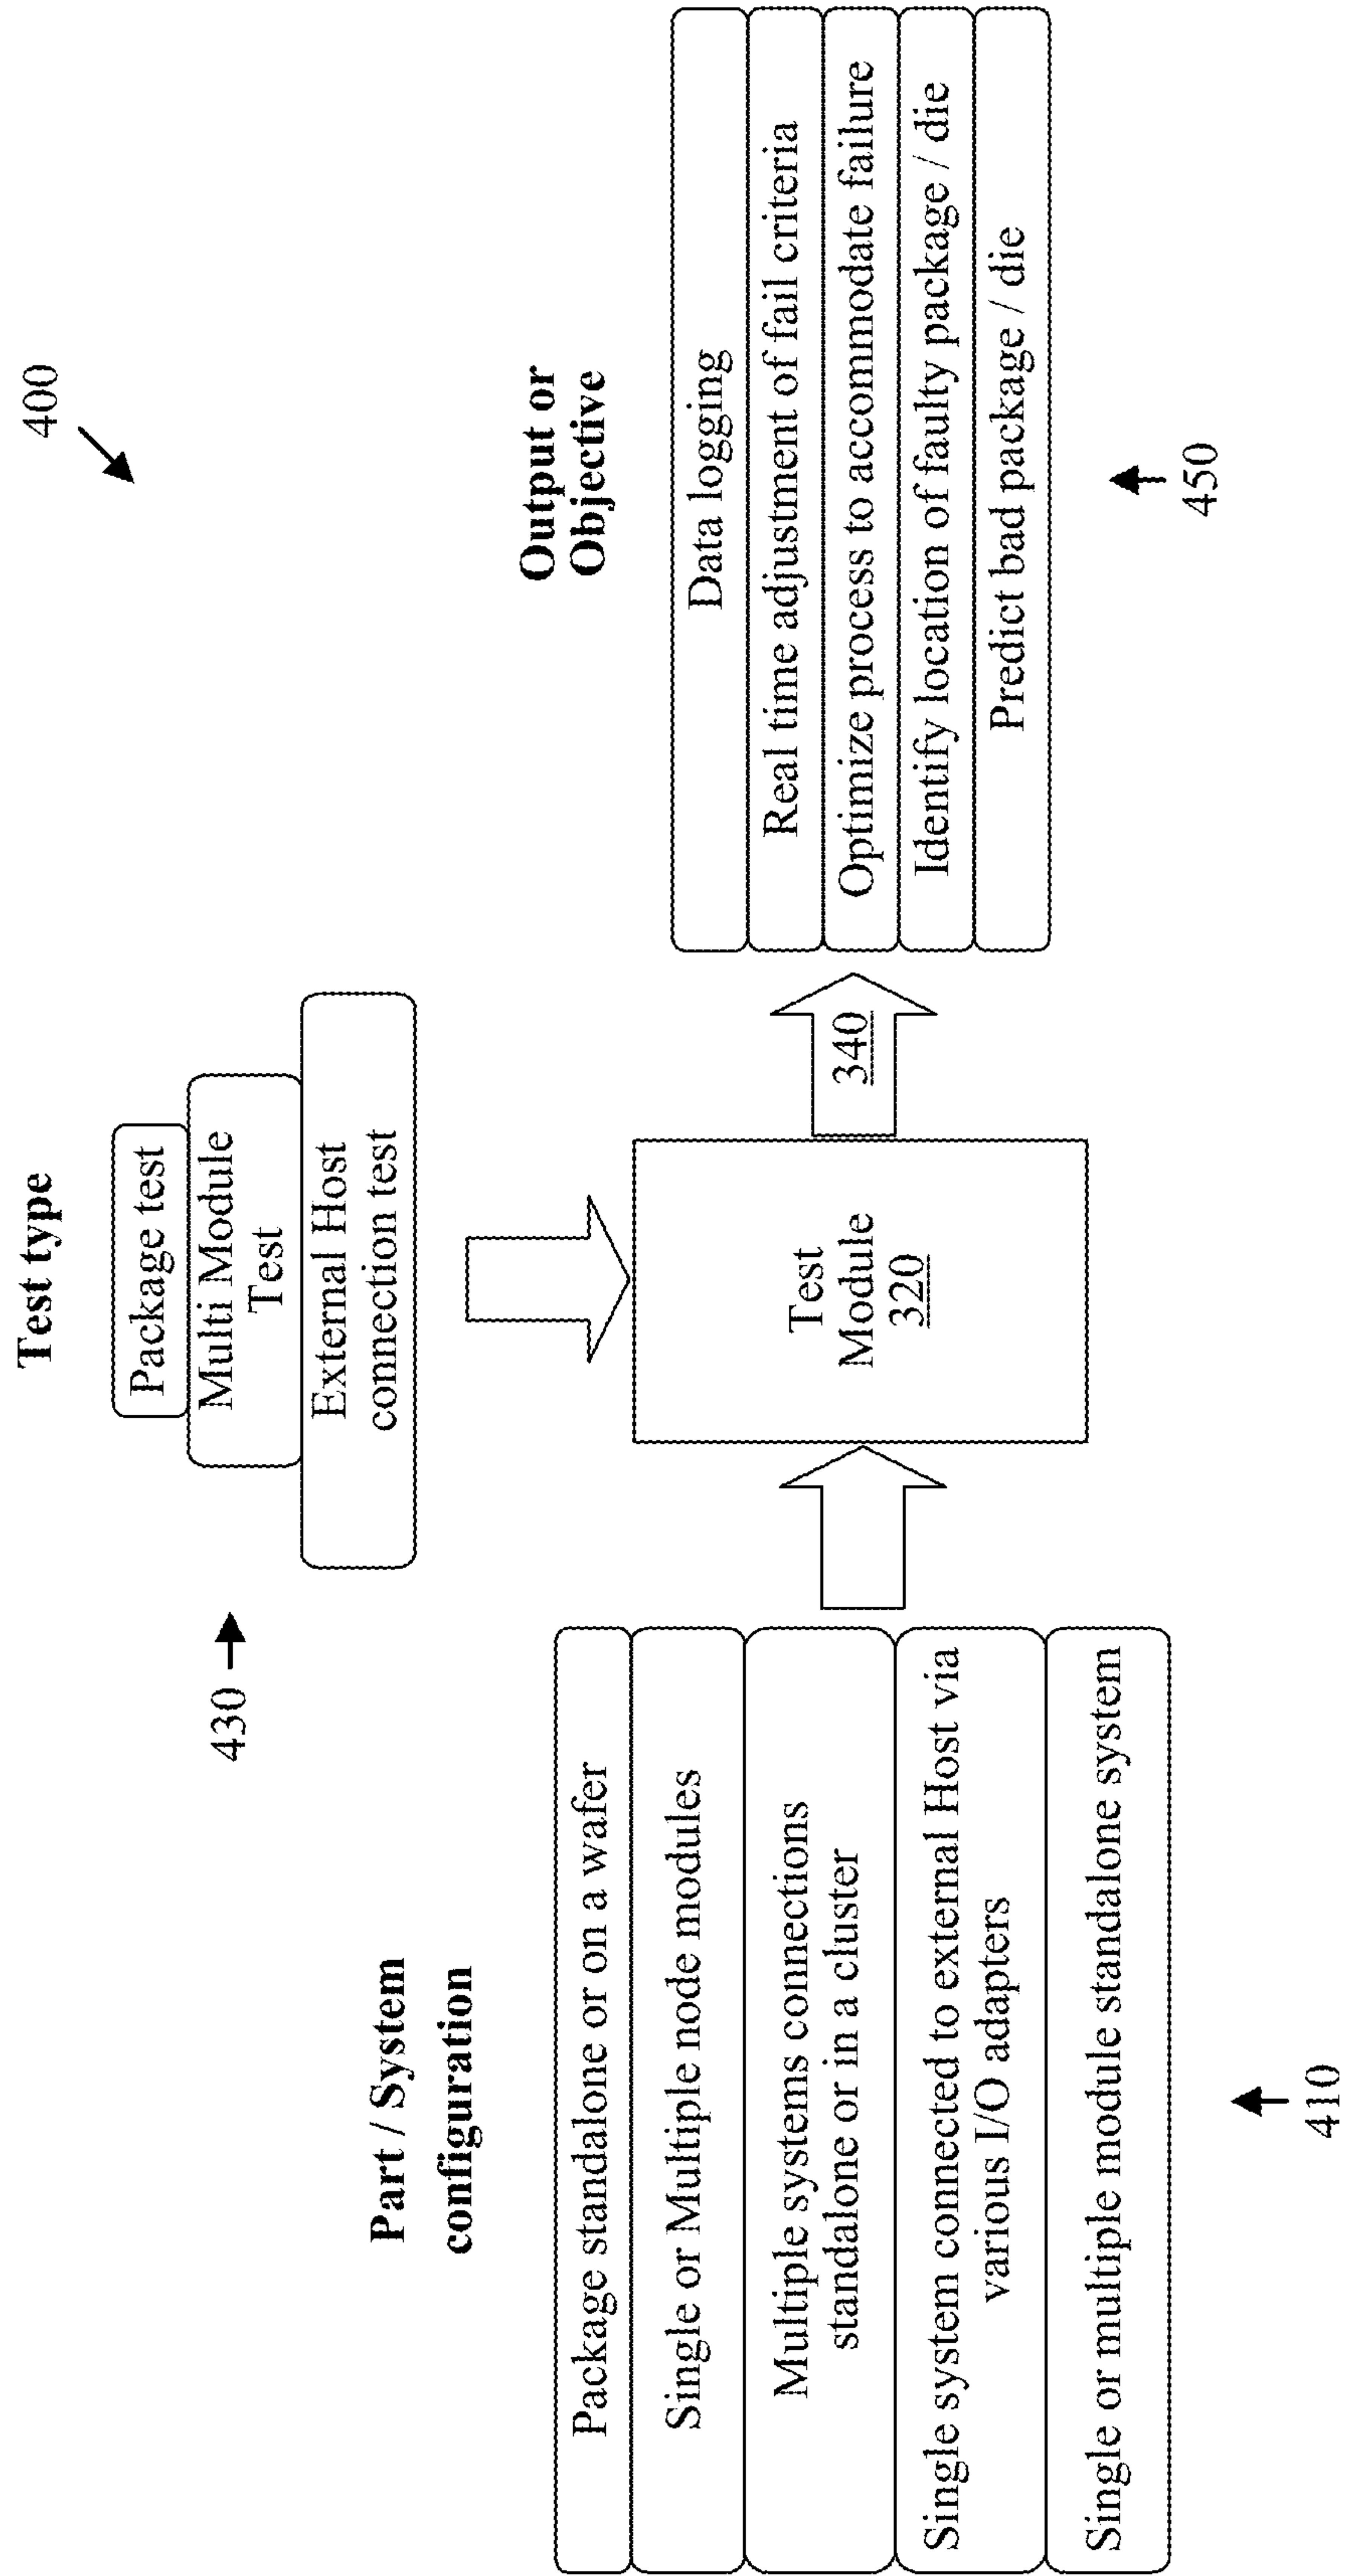 400
Test type
Package test
Multi Module
Test
External Host
connection test
430
Part / System
configuration
Package standalone or on a wafer
Single or Multiple node modules
Multiple systems connections
standalone or in a cluster
Single system connected to external Host via
various I/O adapters
Single or multiple module standalone system
410
Test
Module
320
340
Output or
Objective
Data logging
Real time adjustment of fail criteria
Optimize process to accommodate failure
Identify location of faulty package / die
Predict bad package / die
450